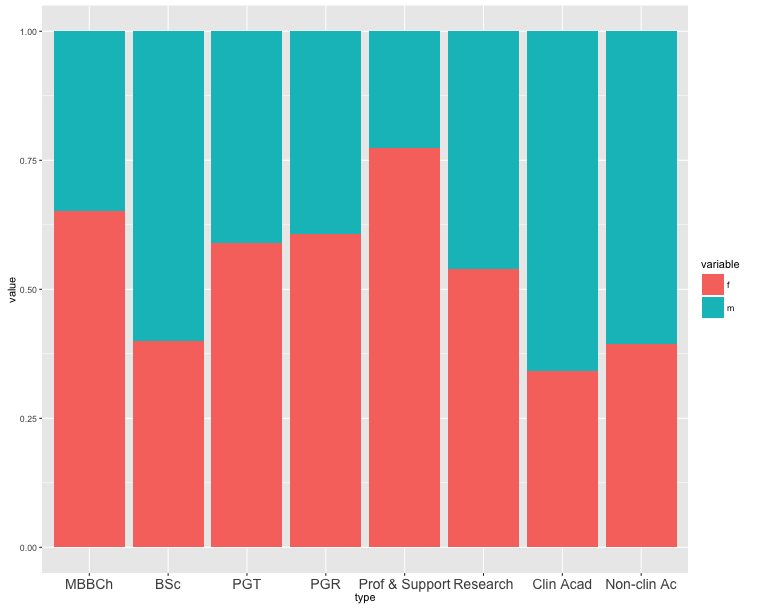 1.00
0.75
0.50
0.25
0.00
value
MBBCh BSc PGT PGR Prof & Support Research Clin Acad Non-clin Ac
type
variable
f
m